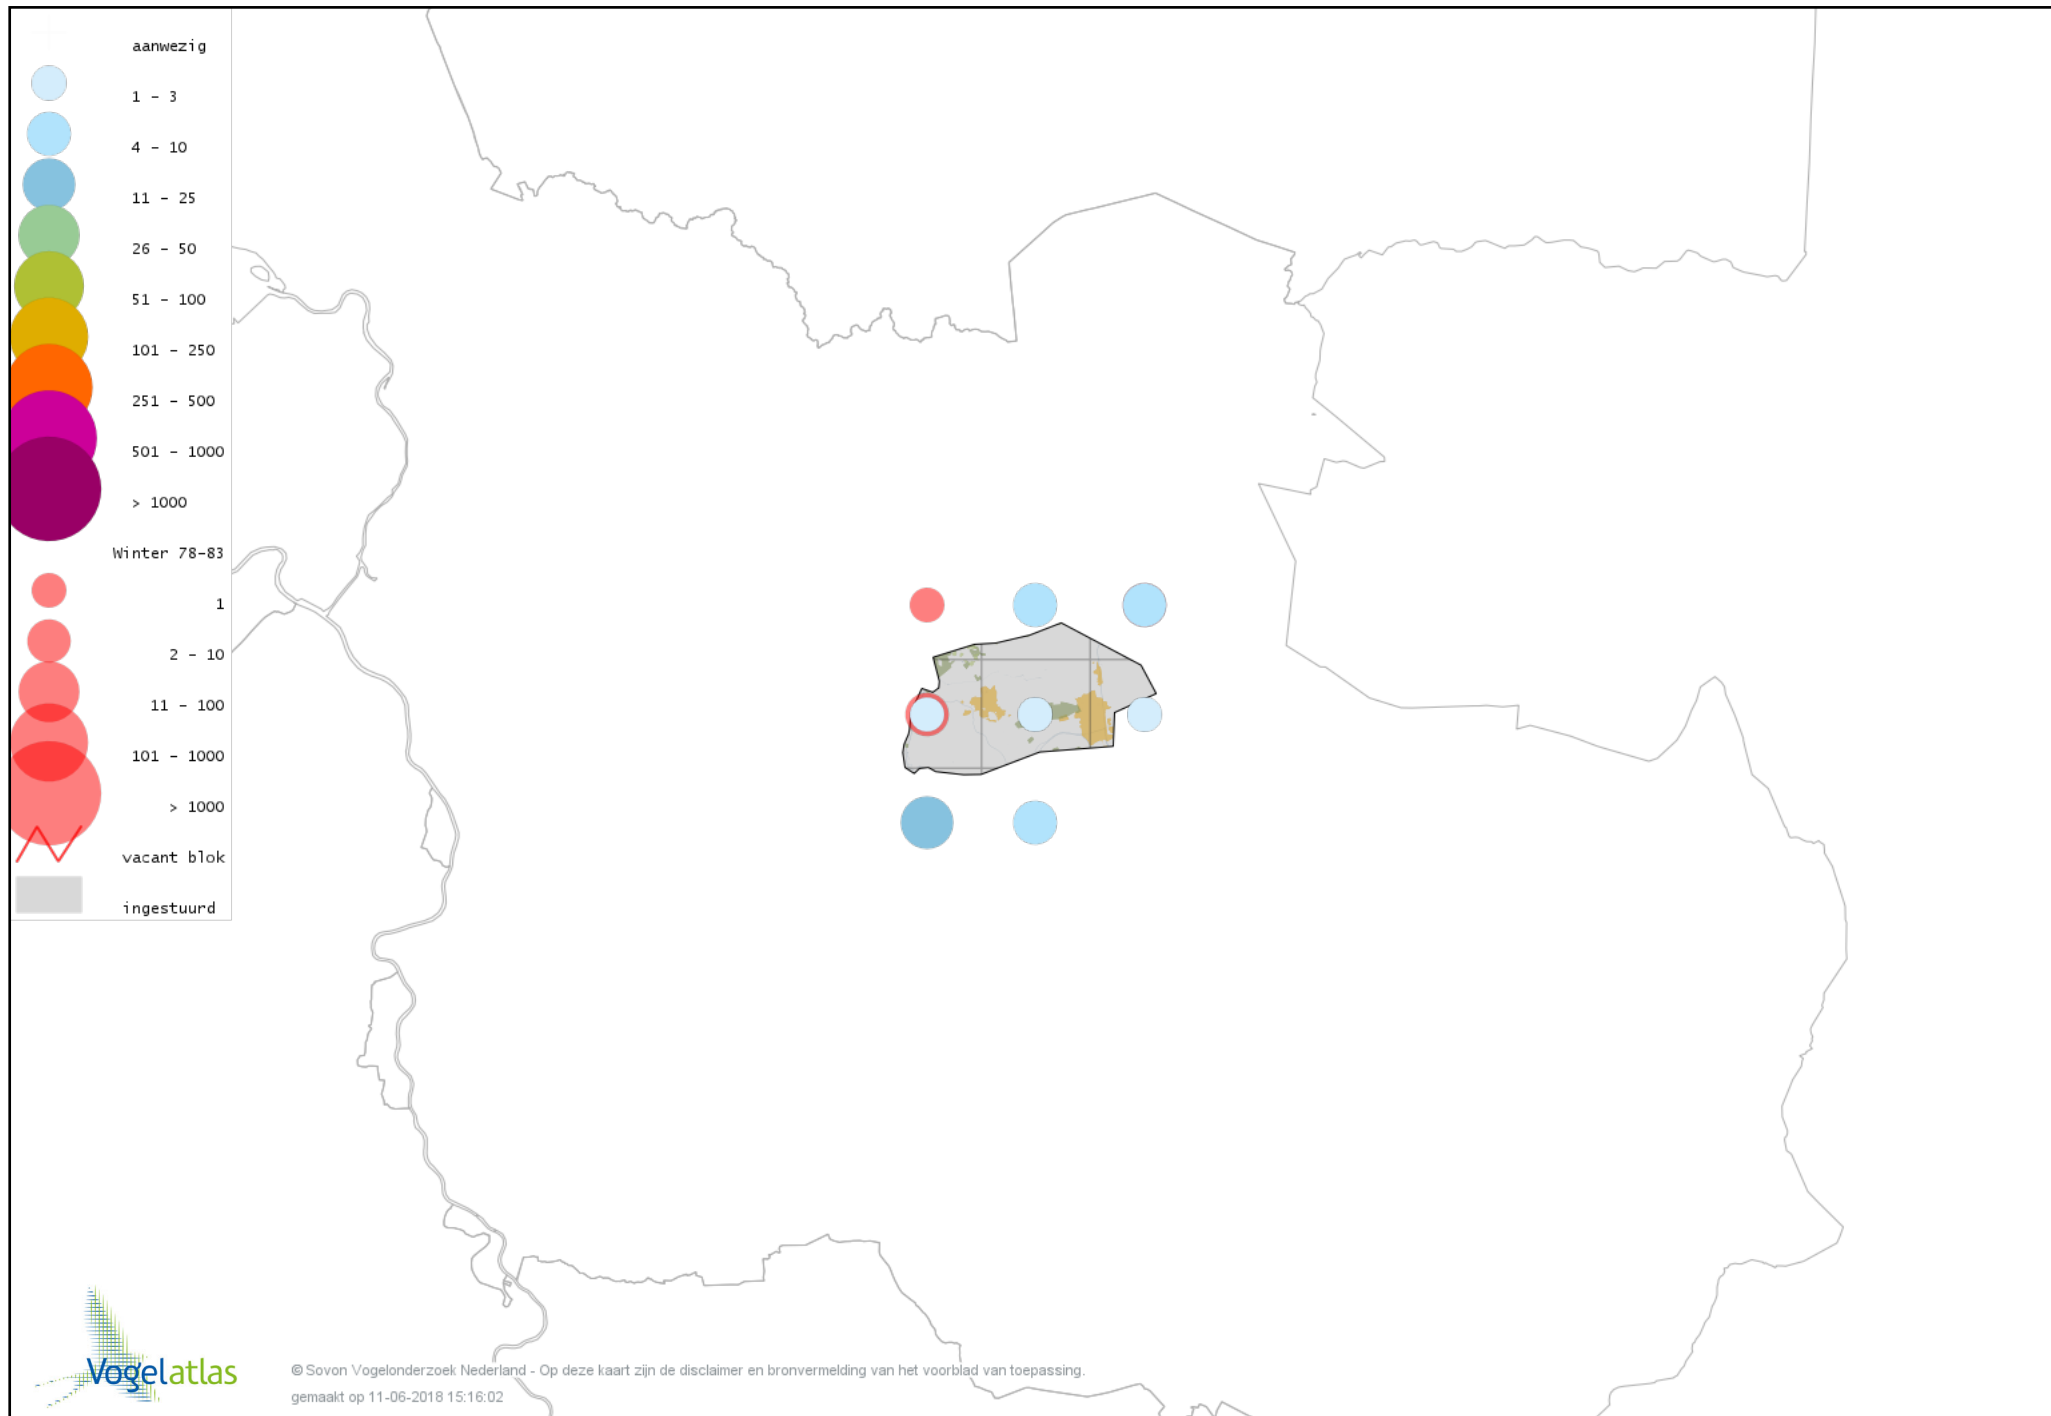 aanwezig
1 - 3
4 - 10
11 - 25
26 - 50
51 - 100
101 - 250
251 - 500
501 - 1000
> 1000
Winter 78-83
1
2 - 10
11 - 100
101 - 1000
> 1000
vacant blok
ingestuurd
Vogelatlas
© Sovon Vogelonderzoek Nederland - Op deze kaart zijn de disclaimer en bronvermelding van het voorblad van toepassing.
gemaakt op 11-06-2018 15:16:02